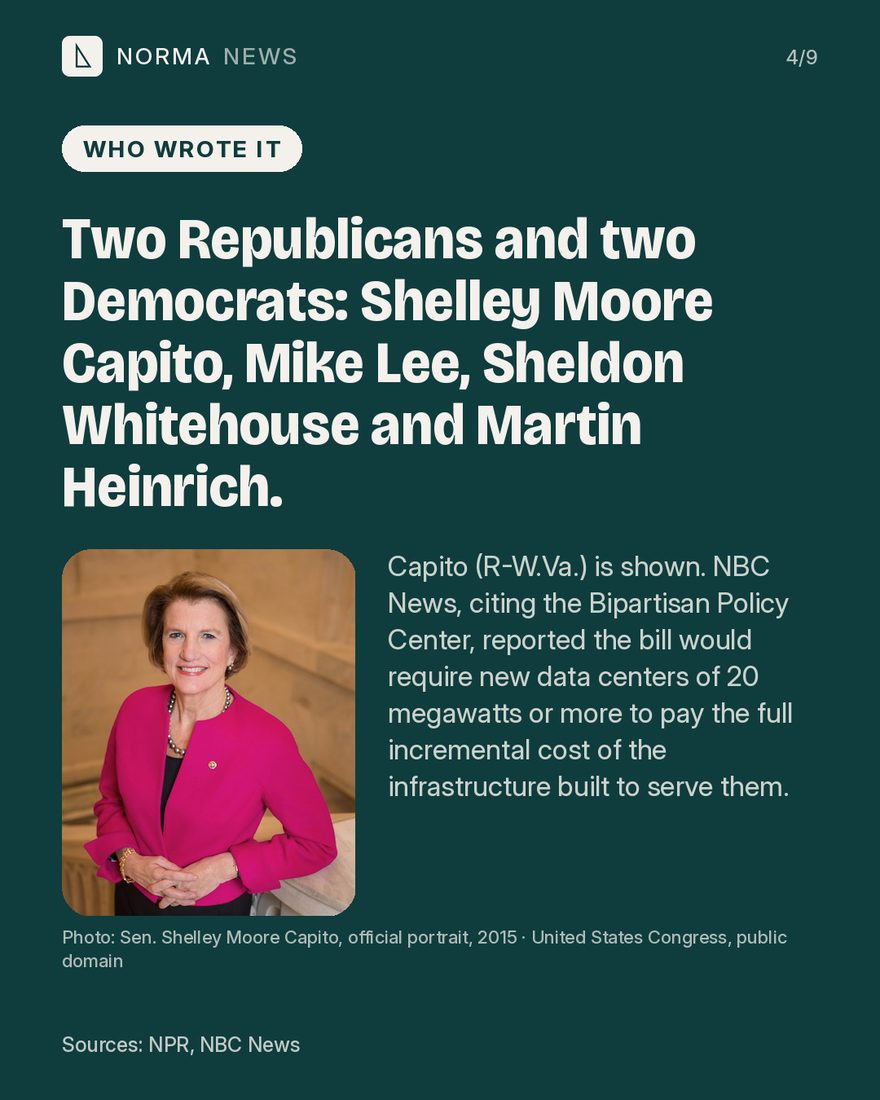 NORMA NEWS
4/9
WHO WROTE IT
Two Republicans and two
Democrats: Shelley Moore
Capito, Mike Lee, Sheldon
Whitehouse and Martin
Heinrich.
Capito (R-W.Va.) is shown. NBC
News, citing the Bipartisan Policy
Center, reported the bill would
require new data centers of 20
megawatts or more to pay the full
incremental cost of the
infrastructure built to serve them.
Photo: Sen. Shelley Moore Capito, official portrait, 2015 · United States Congress, public
domain
Sources: NPR, NBC News